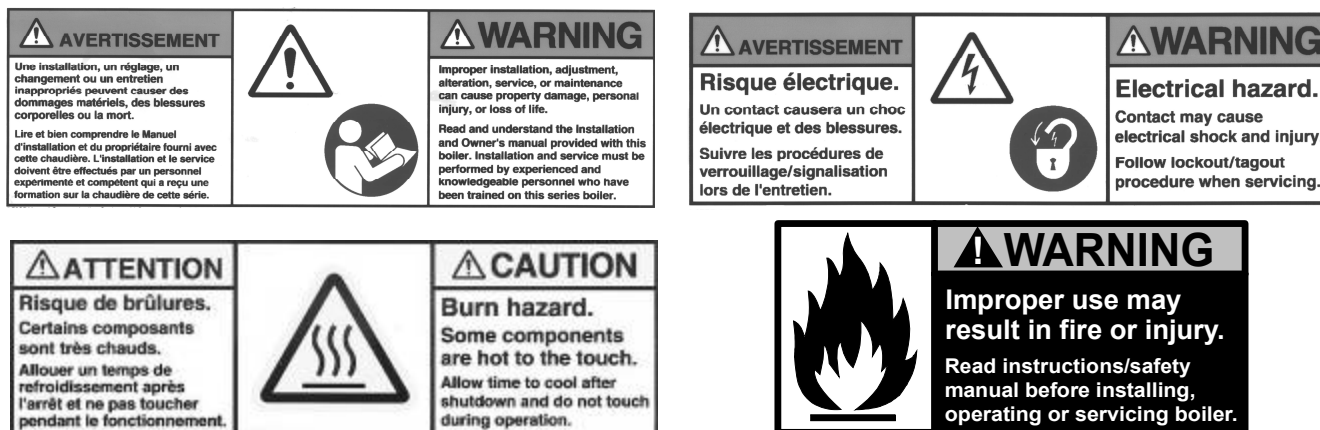 AVERTISSEMENT
Une installation, un réglage, un
changement ou un entretien
inappropriés peuvent causer des
dommages matériels, des blessures
corporelles ou la mort.
Lire et bien comprendre le Manuel
d'installation et du propriétaire fourni avec
cette chaudière. L'installation et le service
doivent être effectués par un personnel
expérimenté et compétent qui a reçu une
formation sur la chaudière de cette série.
WARNING
Improper installation, adjustment,
alteration, service, or maintenance
can cause property damage, personal
injury, or loss of life.
Read and understand the Installation
and Owner's manual provided with this
boiler. Installation and service must be
performed by experienced and
knowledgeable personnel who have
been trained on this series boiler.
AVERTISSEMENT
Risque électrique.
Un contact causera un choc
électrique et des blessures.
Suivre les procédures de
verrouillage/signalisation
lors de l'entretien.
WARNING
Electrical hazard.
Contact may cause
electrical shock and injury
Follow lockout/tagout
procedure when servicing.
ATTENTION
Risque de brûlures.
Certains composants
sont très chauds.
Allouer un temps de
refroidissement après
l'arrêt et ne pas toucher
pendant le fonctionnement.
CAUTION
Burn hazard.
Some components
are hot to the touch.
Allow time to cool after
shutdown and do not touch
during operation.
WARNING
Improper use may
result in fire or injury.
Read instructions/safety
manual before installing,
operating or servicing boiler.